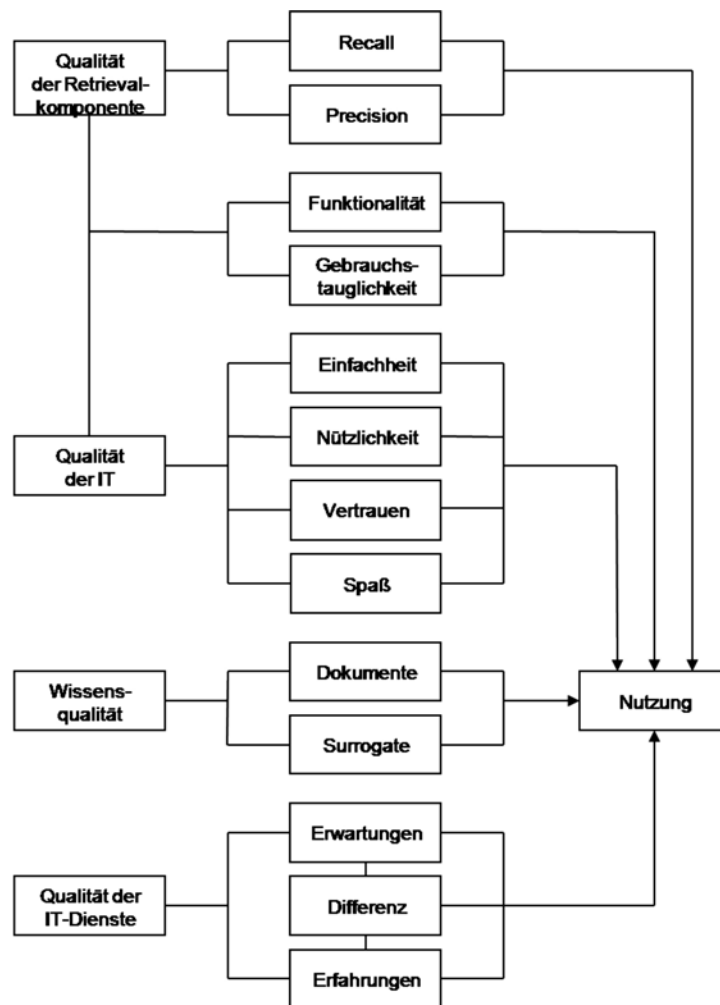 Qualität
der Retrieval-
komponente
Recall
Precision
Funktionalität
Gebrauchs-
tauglichkeit
Qualität
der IT
Einfachheit
Nützlichkeit
Vertrauen
Spaß
Wissens-
qualität
Dokumente
Surrogate
Nutzung
Qualität der
IT-Dienste
Erwartungen
Differenz
Erfahrungen